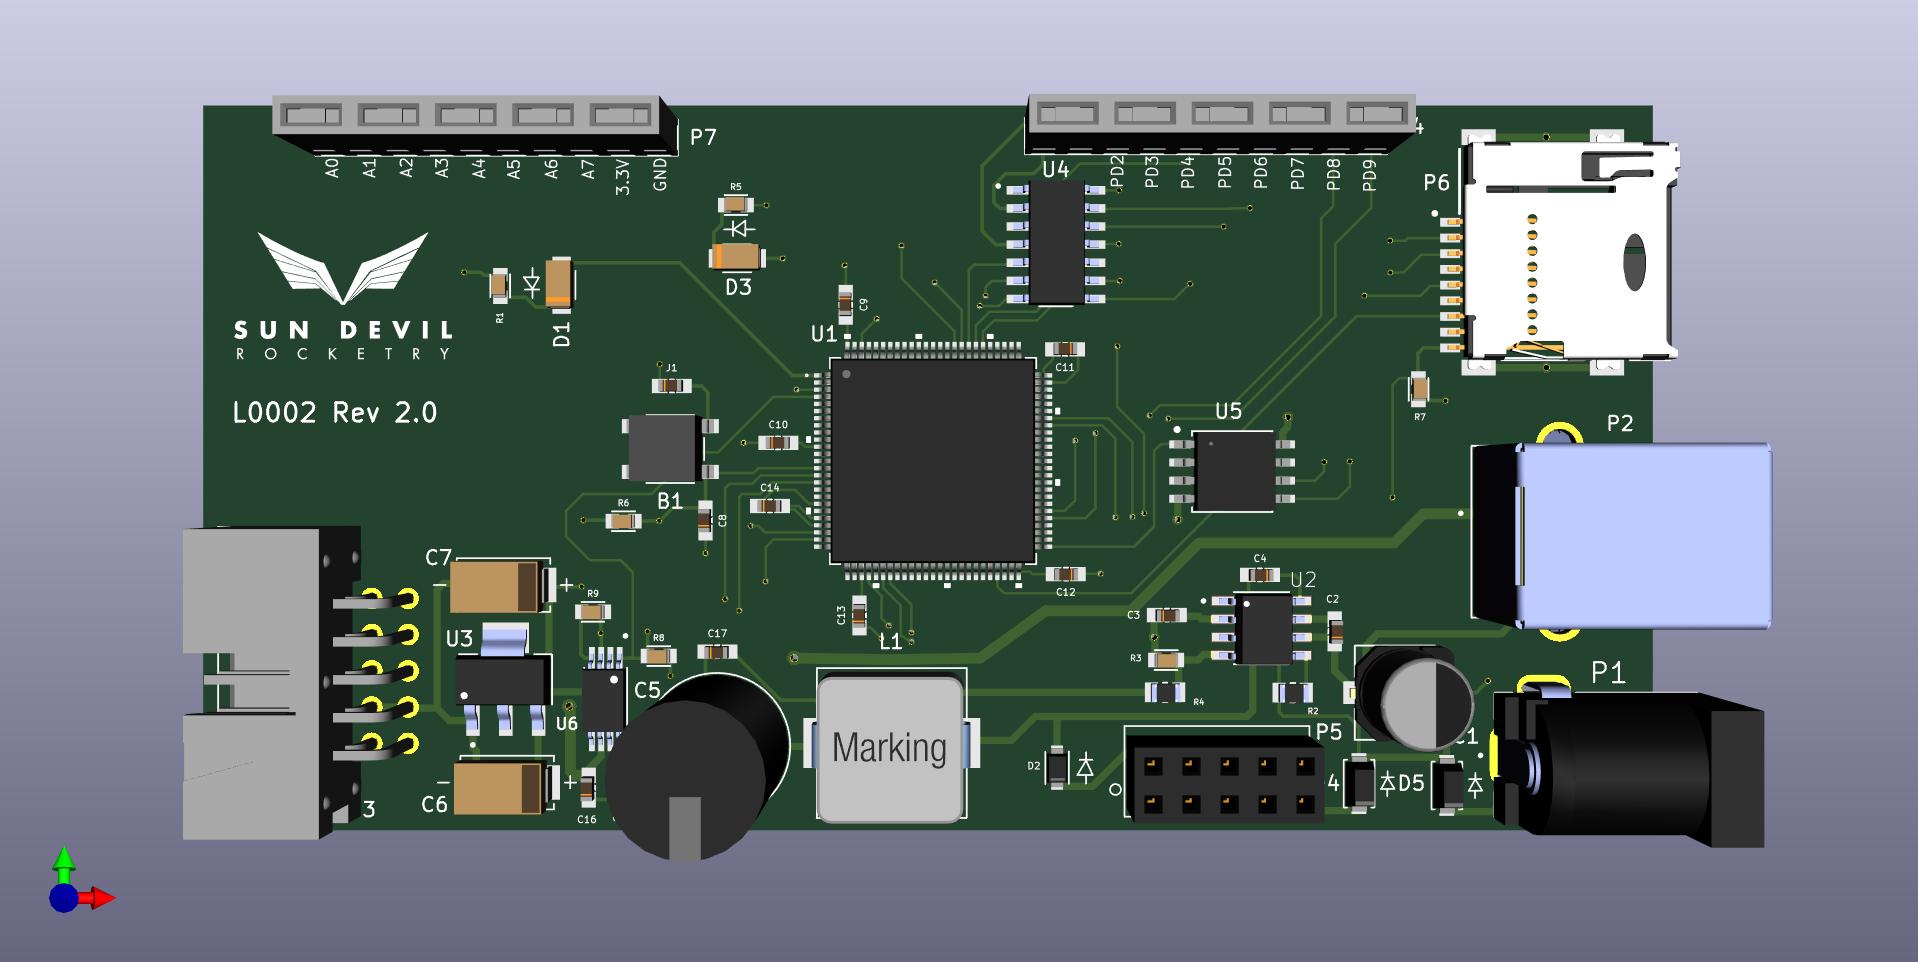 P7
A0
A1
A2
A3
A4
A5
A6
A7
3.3V
GND
4
U4
PD2
PD3
PD4
PD5
PD6
PD7
PD8
PD9
P6
R5
D3
R1
D1
C9
U1
SUN DEVIL
ROCKETRY
L0002 Rev 2.0
J1
C11
C10
U5
R7
P2
B1
C14
R6
C8
C7
− +
C4
U2
C12
C13
C3
C2
R9
U3
R8
C17
L1
R3
P1
C5
R4
R2
U6
P5
C1
Marking
D2
4
D5
− +
C6
3
C16